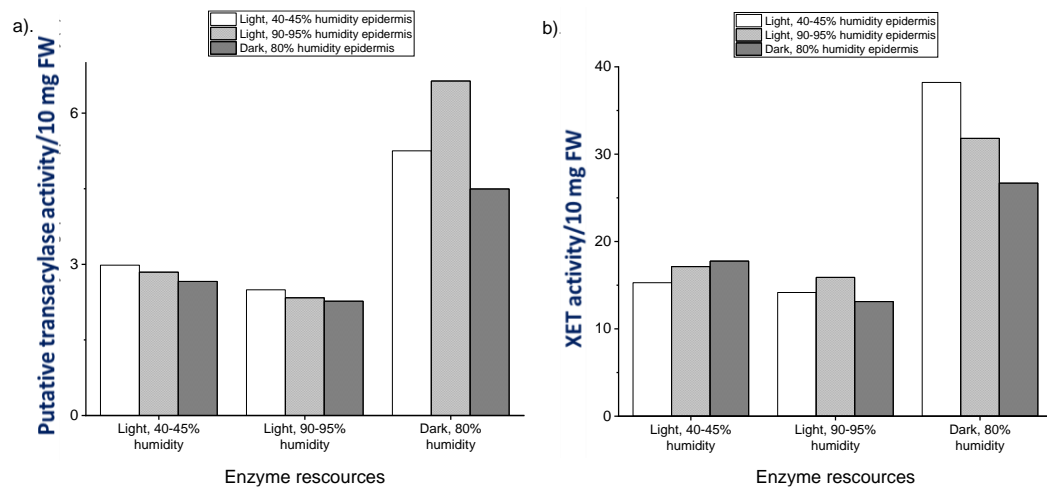 a).
Light, 40-45% humidity epidermis
Light, 90-95% humidity epidermis
Dark, 80% humidity epidermis
Putative transacylase activity/10 mg FW
6
3
0
Light, 40-45%
humidity
Light, 90-95%
humidity
Dark, 80%
humidity
Enzyme rescources
b).
Light, 40-45% humidity epidermis
Light, 90-95% humidity epidermis
Dark, 80% humidity epidermis
XET activity/10 mg FW
40
30
20
10
0
Light, 40-45%
humidity
Light, 90-95%
humidity
Dark, 80%
humidity
Enzyme rescources